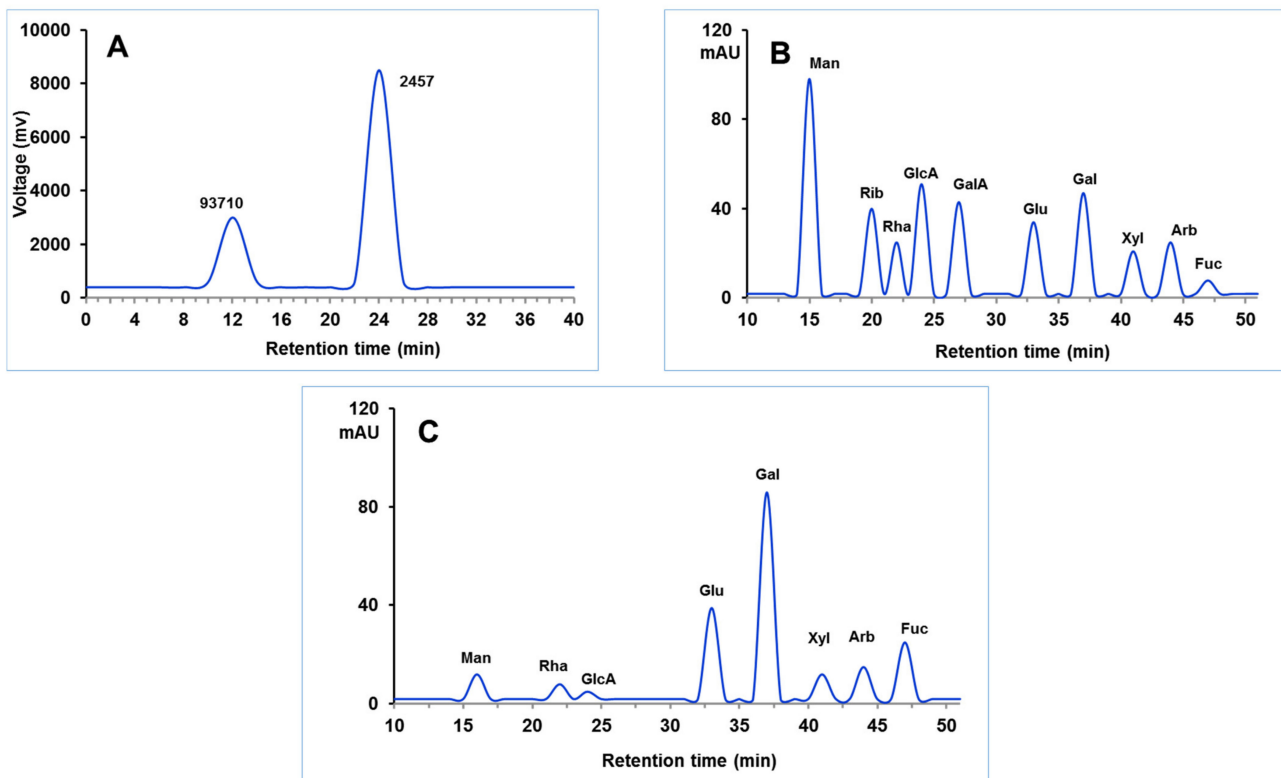 A
10000
8000
6000
4000
2000
0
Voltage (mv)
93710
2457
0 4 8 12 16 20 24 28 32 36 40
Retention time (min)
B
120
mAU
80
40
0
Man
Rib
Rha
GlcA
GalA
Glu
Gal
Xyl
Arb
Fuc
10 15 20 25 30 35 40 45 50
Retention time (min)
C
120
mAU
80
40
0
Man
Rha
GlcA
Glu
Gal
Xyl
Arb
Fuc
10 15 20 25 30 35 40 45 50
Retention time (min)